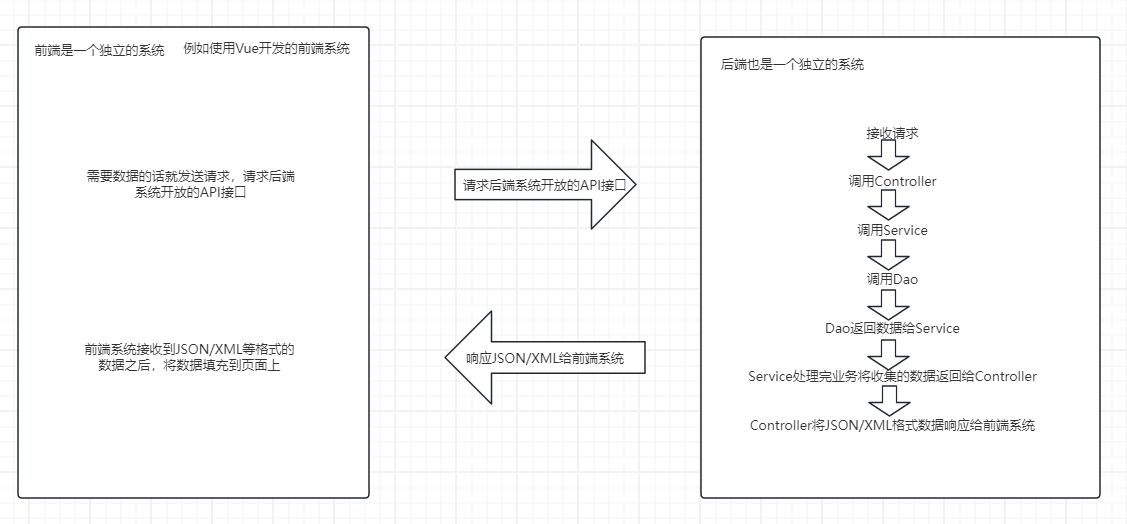 前端是一个独立的系统
例如使用Vue开发的前端系统
需要数据的话就发送请求，请求后端
系统开放的API接口
前端系统接收到JSON/XML等格式的
数据之后，将数据填充到页面上
请求后端系统开放的API接口
响应JSON/XML给前端系统
后端也是一个独立的系统
接收请求
调用Controller
调用Service
调用Dao
Dao返回数据给Service
Service处理完业务将收集的数据返回给Controller
Controller将JSON/XML格式数据响应给前端系统